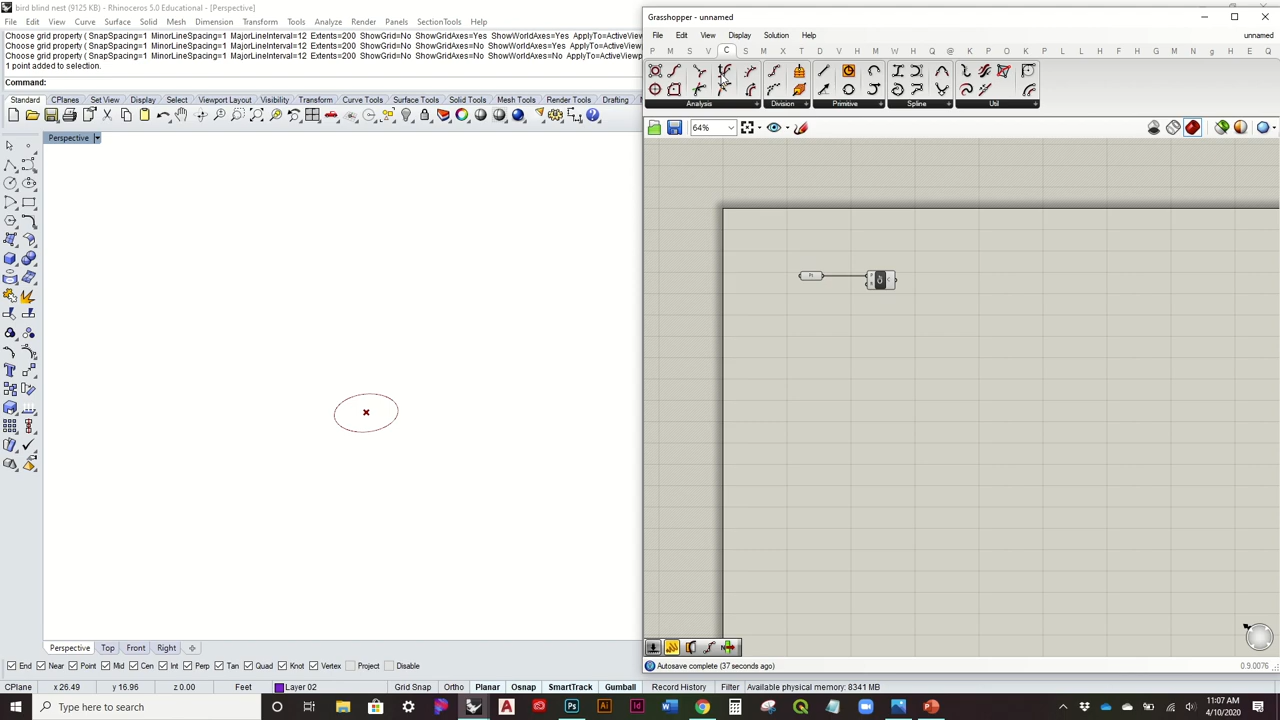 bird blind nest (9125 KB) - Rhinoceros 5.0 Educational - [Perspective]
File Edit View Curve Surface Solid Mesh Dimension Transform Tools Analyze Render Panels SectionTools Help
Choose grid property ( SnapSpacing=1 MinorLineSpacing=1 MajorLineInterval=12 Extents=200 ShowGrid=No ShowGridAxes=Yes ShowWorldAxes=Yes ApplyTo=ActiveView
Choose grid property ( SnapSpacing=1 MinorLineSpacing=1 MajorLineInterval=12 Extents=200 ShowGrid=No ShowGridAxes=No ShowWorldAxes=Yes ApplyTo=ActiveView
Choose grid property ( SnapSpacing=1 MinorLineSpacing=1 MajorLineInterval=12 Extents=200 ShowGrid=No ShowGridAxes=No ShowWorldAxes=No ApplyTo=ActiveView
1 point added to selection.
Command:
Standard CPlanes Set View Display Select Viewport Layout Visibility Transform Curve Tools Surface Tools Solid Tools Mesh Tools Render Tools Drafting
Perspective
Perspective Top Front Right
End Near Point Mid Cen Int Perp Tan Quad Knot Vertex Project Disable
CPlane x 26.49 y 16.96 z 0.00 Feet Layer 02 Grid Snap Ortho Planar Osnap SmartTrack Gumball Record History Filter Available physical memory: 8341 MB
Grasshopper - unnamed
File Edit View Display Solution Help unnamed
P M S V C S M I T D V K L M W H Q A C D M N P O P M S T K M N g Q
Analysis Division Primitive Spline Util
64%
Autosave complete (37 seconds ago) 0.9.0076
Type here to search
11:07 AM
4/10/2020